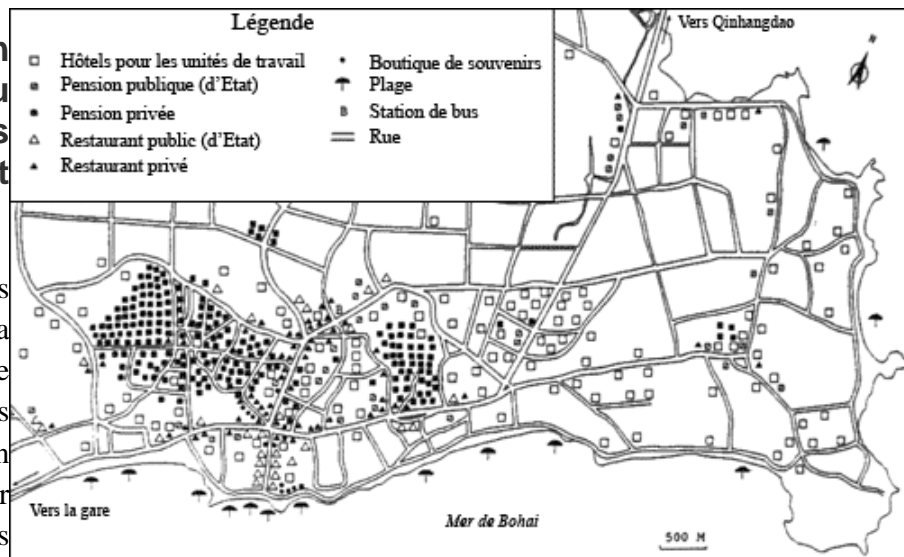 Légende
Hôtels pour les unités de travail
Pension publique (d'Etat)
Pension privée
Restaurant public (d'Etat)
Restaurant privé
Boutique de souvenirs
Plage
B Station de bus
Rue
Vers Qinhangdao
N
n
u
s
t
s
a
e
s
n
r
s
Vers la gare
Mer de Bohai
500 M